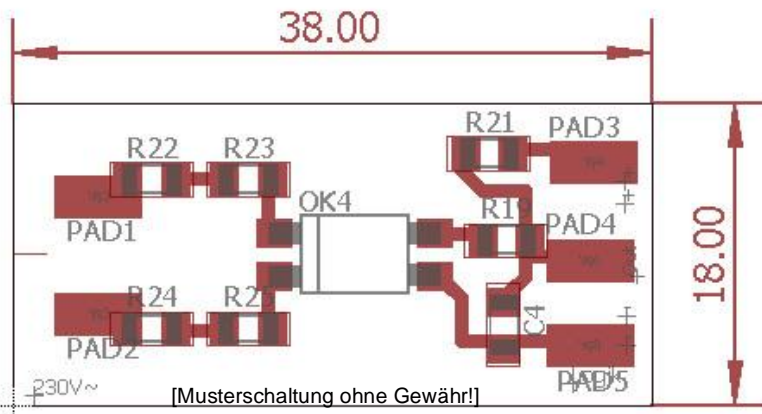 38.00
R21
PAD3
R22 R23
OK4
R19
PAD4
PAD1
18.00
R24 R25
C4
PAD2
PAD5
230V~
[Musterschaltung ohne Gewähr!]